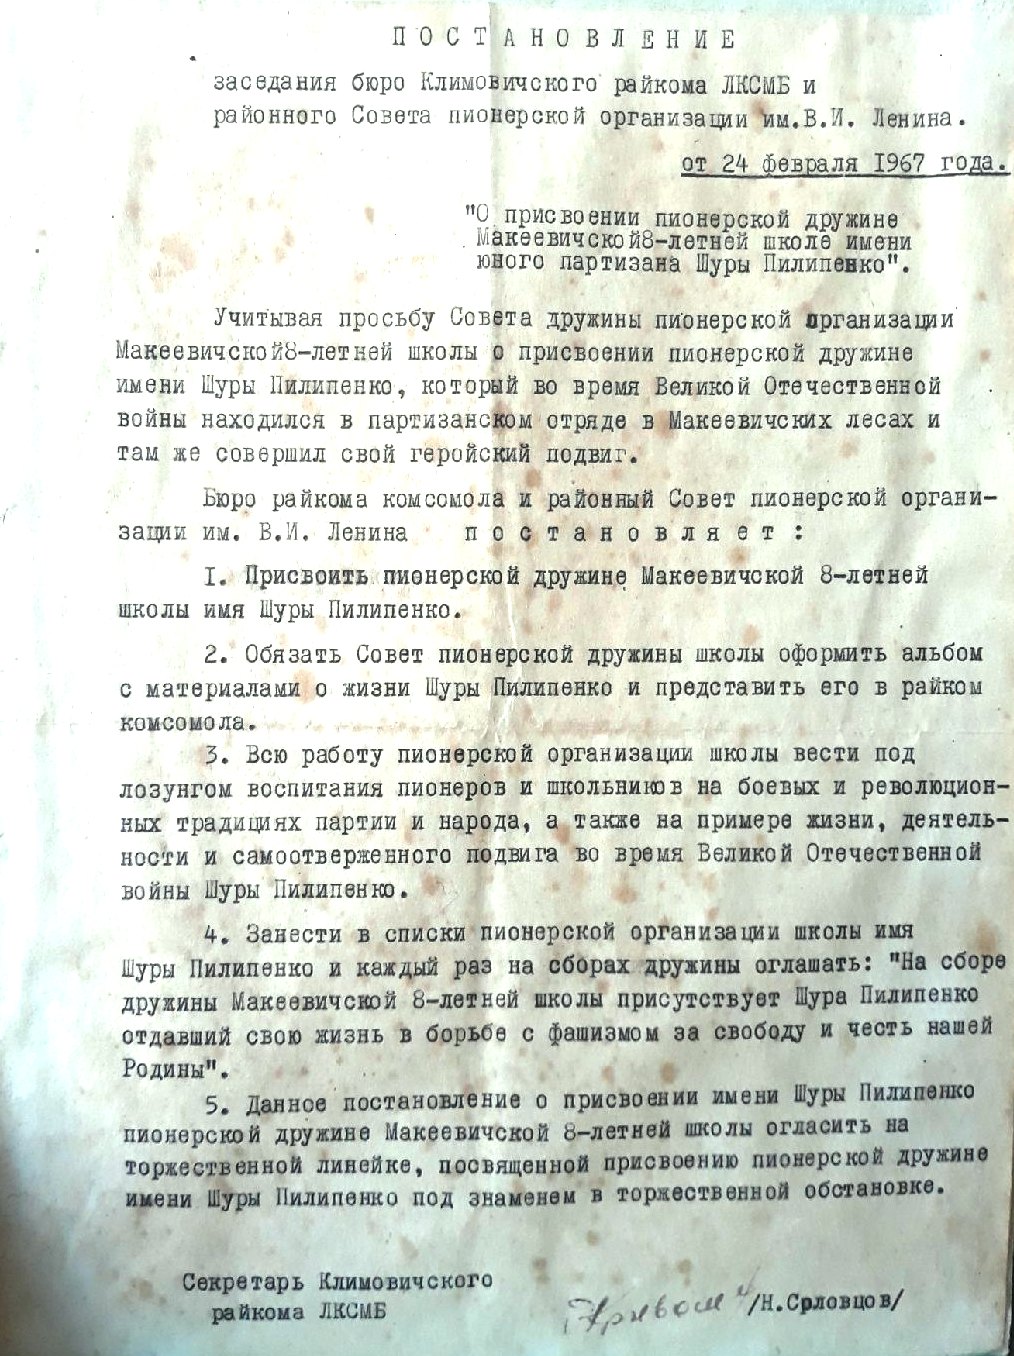 П О С Т А Н О В Л Е Н И Е
заседания бюро Климовичского райкома ЛКСМБ и
районного Совета пионерской организации им.В.И. Ленина.
от 24 февраля 1967 года.
"О присвоении пионерской дружине
Макеевичской8-летней школе имени
юного партизана Шуры Пилипенко".
Учитывая просьбу Совета дружины пионерской организации
Макеевичской8-летней школы о присвоении пионерской дружине
имени Шуры Пилипенко, который во время Великой Отечественной
войны находился в партизанском отряде в Макеевичских лесах и
там же совершил свой геройский подвиг.
Бюро райкома комсомола и районный Совет пионерской органи-
зации им. В.И. Ленина п о с т а н о в л я е т :
1. Присвоить пионерской дружине Макеевичской 8-летней
школы имя Шуры Пилипенко.
2. Обязать Совет пионерской дружины школы оформить альбом
с материалами о жизни Шуры Пилипенко и представить его в райком
комсомола.
3. Всю работу пионерской организации школы вести под
лозунгом воспитания пионеров и школьников на боевых и революцион-
ных традициях партии и народа, а также на примере жизни, деятель-
ности и самоотверженного подвига во время Великой Отечественной
войны Шуры Пилипенко.
4. Занести в списки пионерской организации школы имя
Шуры Пилипенко и каждый раз на сборах дружины оглашать: "На сборе
дружины Макеевичской 8-летней школы присутствует Шура Пилипенко
отдавший свою жизнь в борьбе с фашизмом за свободу и честь нашей
Родины".
5. Данное постановление о присвоении имени Шуры Пилипенко
пионерской дружине Макеевичской 8-летней школы огласить на
торжественной линейке, посвященной присвоению пионерской дружине
имени Шуры Пилипенко под знаменем в торжественной обстановке.
Секретарь Климовичского
райкома ЛКСМБ /Н.Срловцов/